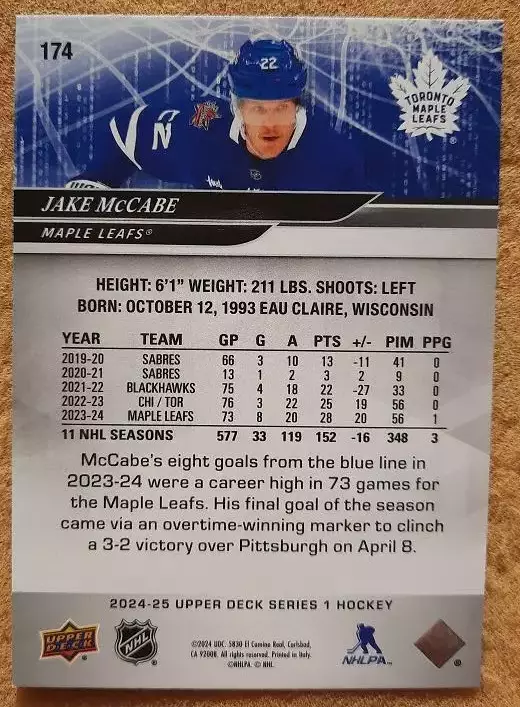 174
22
N
TORONTO
MAPLE
LEAFS
JAKE McCABE
MAPLE LEAFS®
HEIGHT: 6'1" WEIGHT: 211 LBS. SHOOTS: LEFT
BORN: OCTOBER 12, 1993 EAU CLAIRE, WISCONSIN
YEAR TEAM GP G A PTS +/- PIM PPG
2019-20 SABRES 66 3 10 13 -11 41 0
2020-21 SABRES 13 1 2 3 2 9 0
2021-22 BLACKHAWKS 75 4 18 22 -27 33 0
2022-23 CHI / TOR 76 3 22 25 19 56 0
2023-24 MAPLE LEAFS 73 8 20 28 20 56 1
11 NHL SEASONS 577 33 119 152 -16 348 3
McCabe's eight goals from the blue line in
2023-24 were a career high in 73 games for
the Maple Leafs. His final goal of the season
came via an overtime-winning marker to clinch
a 3-2 victory over Pittsburgh on April 8.
2024-25 UPPER DECK SERIES 1 HOCKEY
UPPER
DECK
NHL
©2024 UDC. 5830 El Camino Real, Carlsbad,
CA 92008. All Rights Reserved. Printed in Italy.
©NHLPA. © NHL.
NHLPA